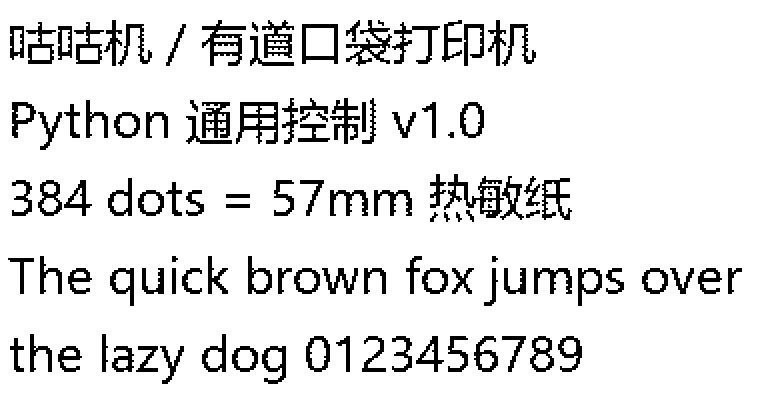 咕咕机 / 有道口袋打印机
Python 通用控制 v1.0
384 dots = 57mm 热敏纸
The quick brown fox jumps over
the lazy dog 0123456789